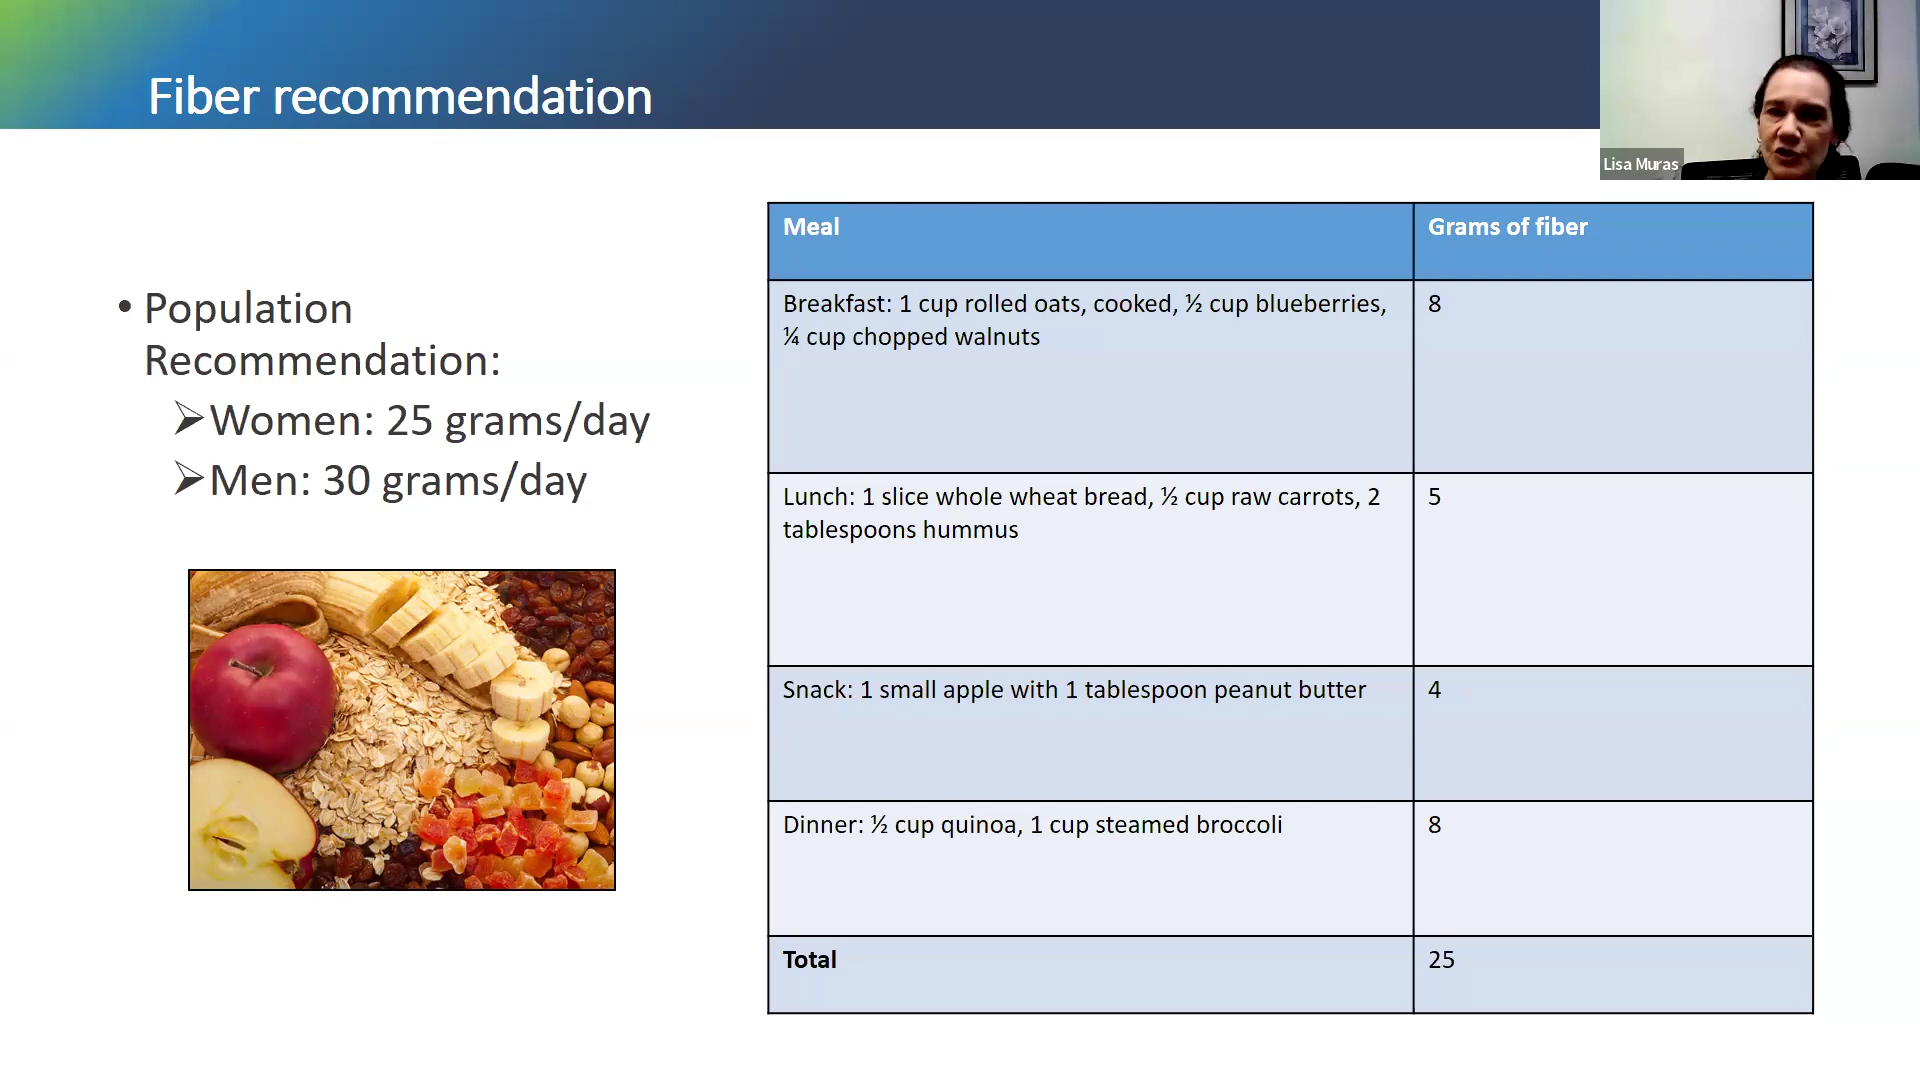 Fiber recommendation
Lisa Muras
• Population
Recommendation:
➢Women: 25 grams/day
➢Men: 30 grams/day
Meal
Grams of fiber
Breakfast: 1 cup rolled oats, cooked, ½ cup blueberries,
¼ cup chopped walnuts
8
Lunch: 1 slice whole wheat bread, ½ cup raw carrots, 2
tablespoons hummus
5
Snack: 1 small apple with 1 tablespoon peanut butter
4
Dinner: ½ cup quinoa, 1 cup steamed broccoli
8
Total
25